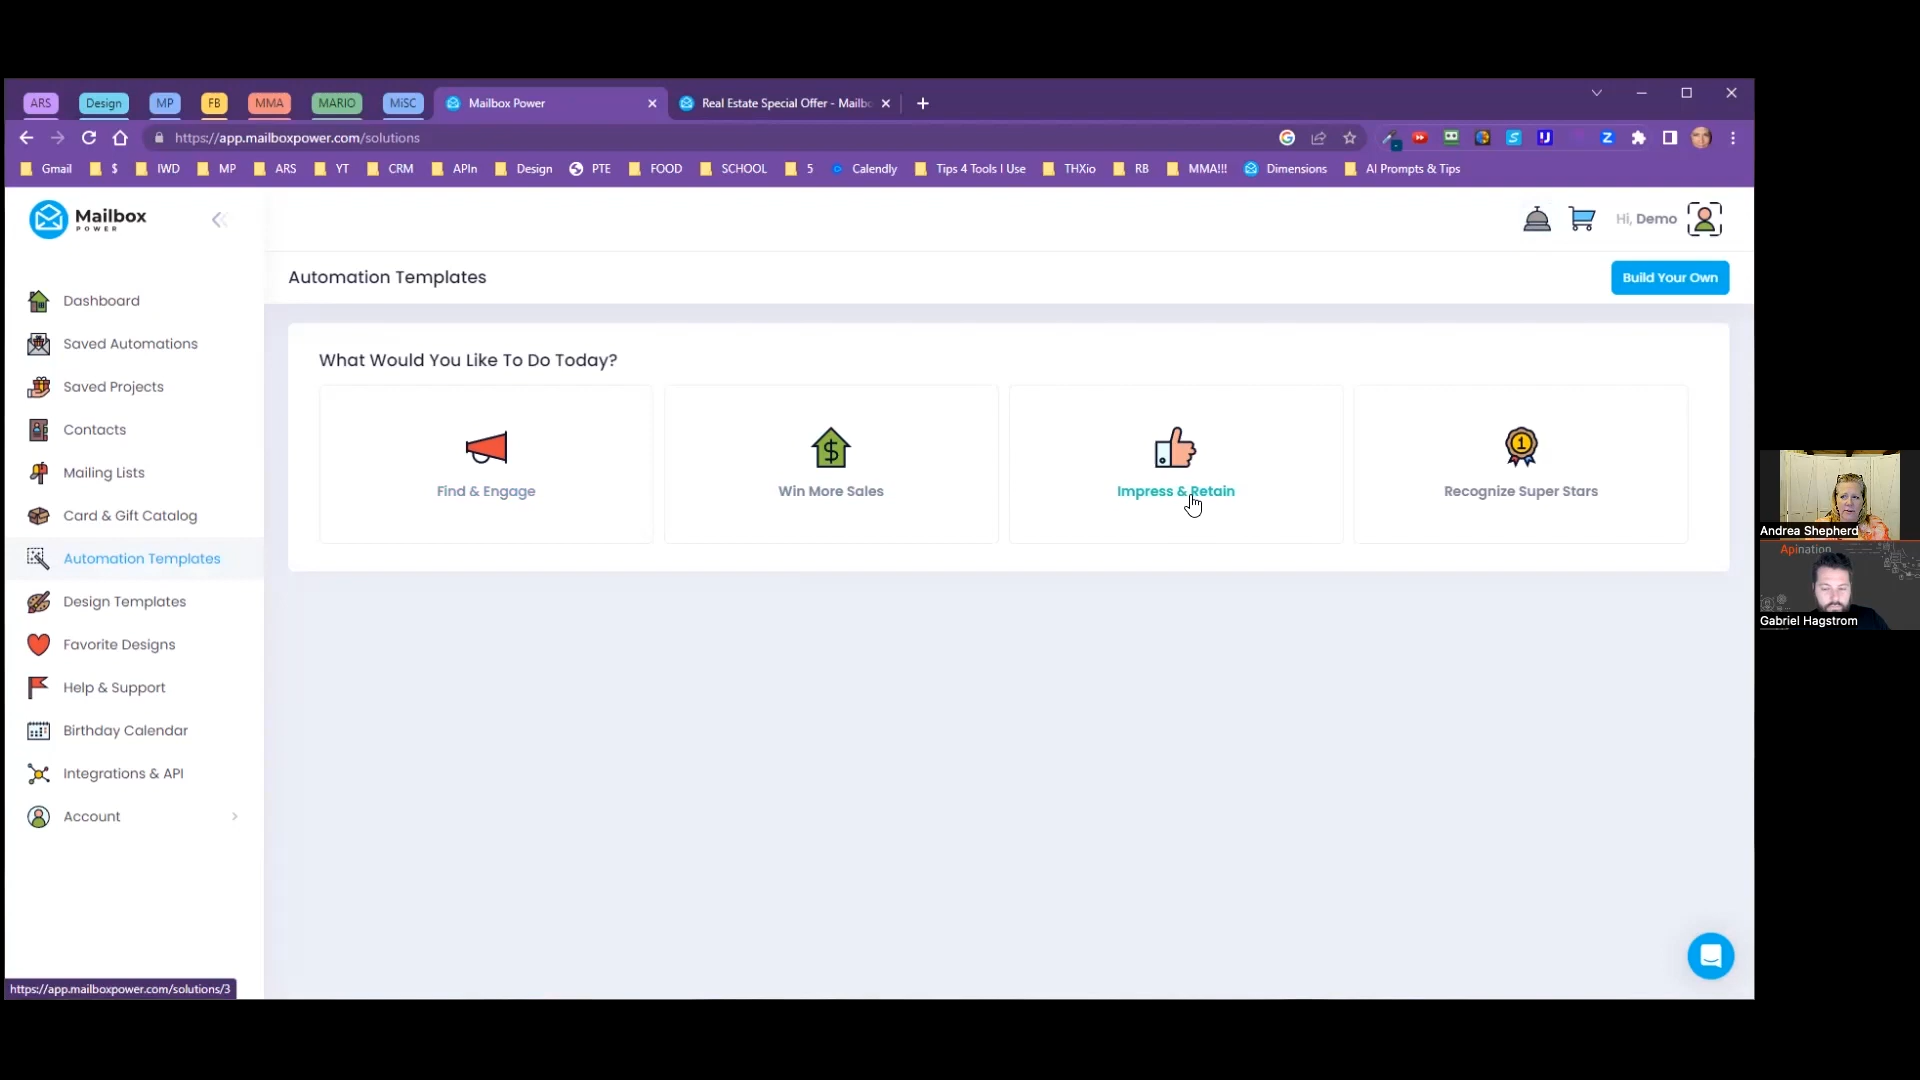 ARS Design MP FB MMA MARIO MiSC Mailbox Power Real Estate Special Offer - Mailbo
https://app.mailboxpower.com/solutions
Gmail $ IWD MP ARS YT CRM APIn Design PTE FOOD SCHOOL 5 Calendly Tips 4 Tools I Use THXio RB MMA!!! Dimensions AI Prompts & Tips
Mailbox
POWER
Hi, Demo
Automation Templates
Build Your Own
Dashboard
Saved Automations
Saved Projects
Contacts
Mailing Lists
Card & Gift Catalog
Automation Templates
Design Templates
Favorite Designs
Help & Support
Birthday Calendar
Integrations & API
Account
What Would You Like To Do Today?
Find & Engage
Win More Sales
Impress & Retain
1
Recognize Super Stars
Andrea Shepherd
Apination
Gabriel Hagstrom
https://app.mailboxpower.com/solutions/3